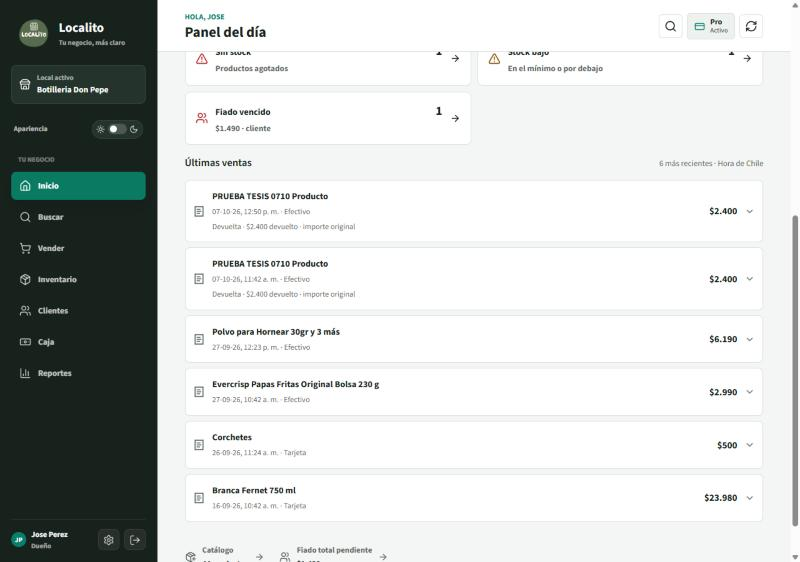 LOCALITO
Localito
Tu negocio, más claro
Local activo
Botilleria Don Pepe
Apariencia
TU NEGOCIO
Inicio
Buscar
Vender
Inventario
Clientes
Caja
Reportes
JP
Jose Perez
Dueño
HOLA, JOSE
Panel del día
Pro
Activo
Sin stock
1
Productos agotados
Stock bajo
1
En el mínimo o por debajo
Fiado vencido
1
$1.490 · cliente
Últimas ventas
6 más recientes · Hora de Chile
PRUEBA TESIS 0710 Producto
07-10-26, 12:50 p. m. · Efectivo
Devuelta · $2.400 devuelto · importe original
$2.400
PRUEBA TESIS 0710 Producto
07-10-26, 11:42 a. m. · Efectivo
Devuelta · $2.400 devuelto · importe original
$2.400
Polvo para Hornear 30gr y 3 más
27-09-26, 12:23 p. m. · Efectivo
$6.190
Evercrisp Papas Fritas Original Bolsa 230 g
27-09-26, 10:42 a. m. · Efectivo
$2.990
Corchetes
26-09-26, 11:24 a. m. · Tarjeta
$500
Branca Fernet 750 ml
16-09-26, 10:42 a. m. · Tarjeta
$23.980
Catálogo
Fiado total pendiente